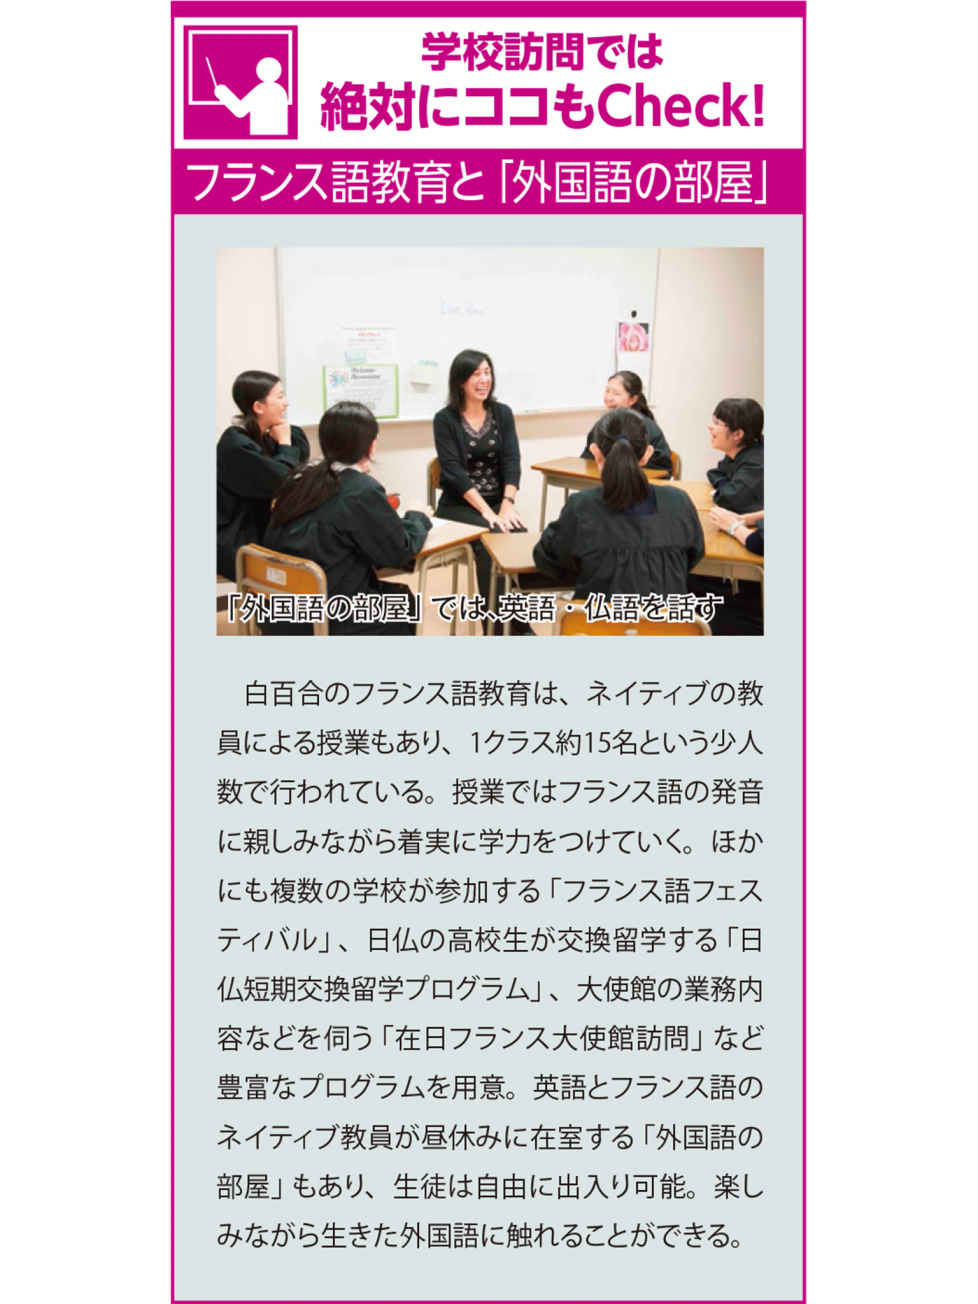 学校訪問では
絶対にココもCheck!
フランス語教育と「外国語の部屋」
「外国語の部屋」では、英語・仏語を話す
白百合のフランス語教育は、ネイティブの教
員による授業もあり、1クラス約15名という少人
数で行われている。授業ではフランス語の発音
に親しみながら着実に学力をつけていく。ほか
にも複数の学校が参加する「フランス語フェス
ティバル」、日仏の高校生が交換留学する「日
仏短期交換留学プログラム」、大使館の業務内
容などを伺う「在日フランス大使館訪問」など
豊富なプログラムを用意。英語とフランス語の
ネイティブ教員が昼休みに在室する「外国語の
部屋」もあり、生徒は自由に出入り可能。楽し
みながら生きた外国語に触れることができる。